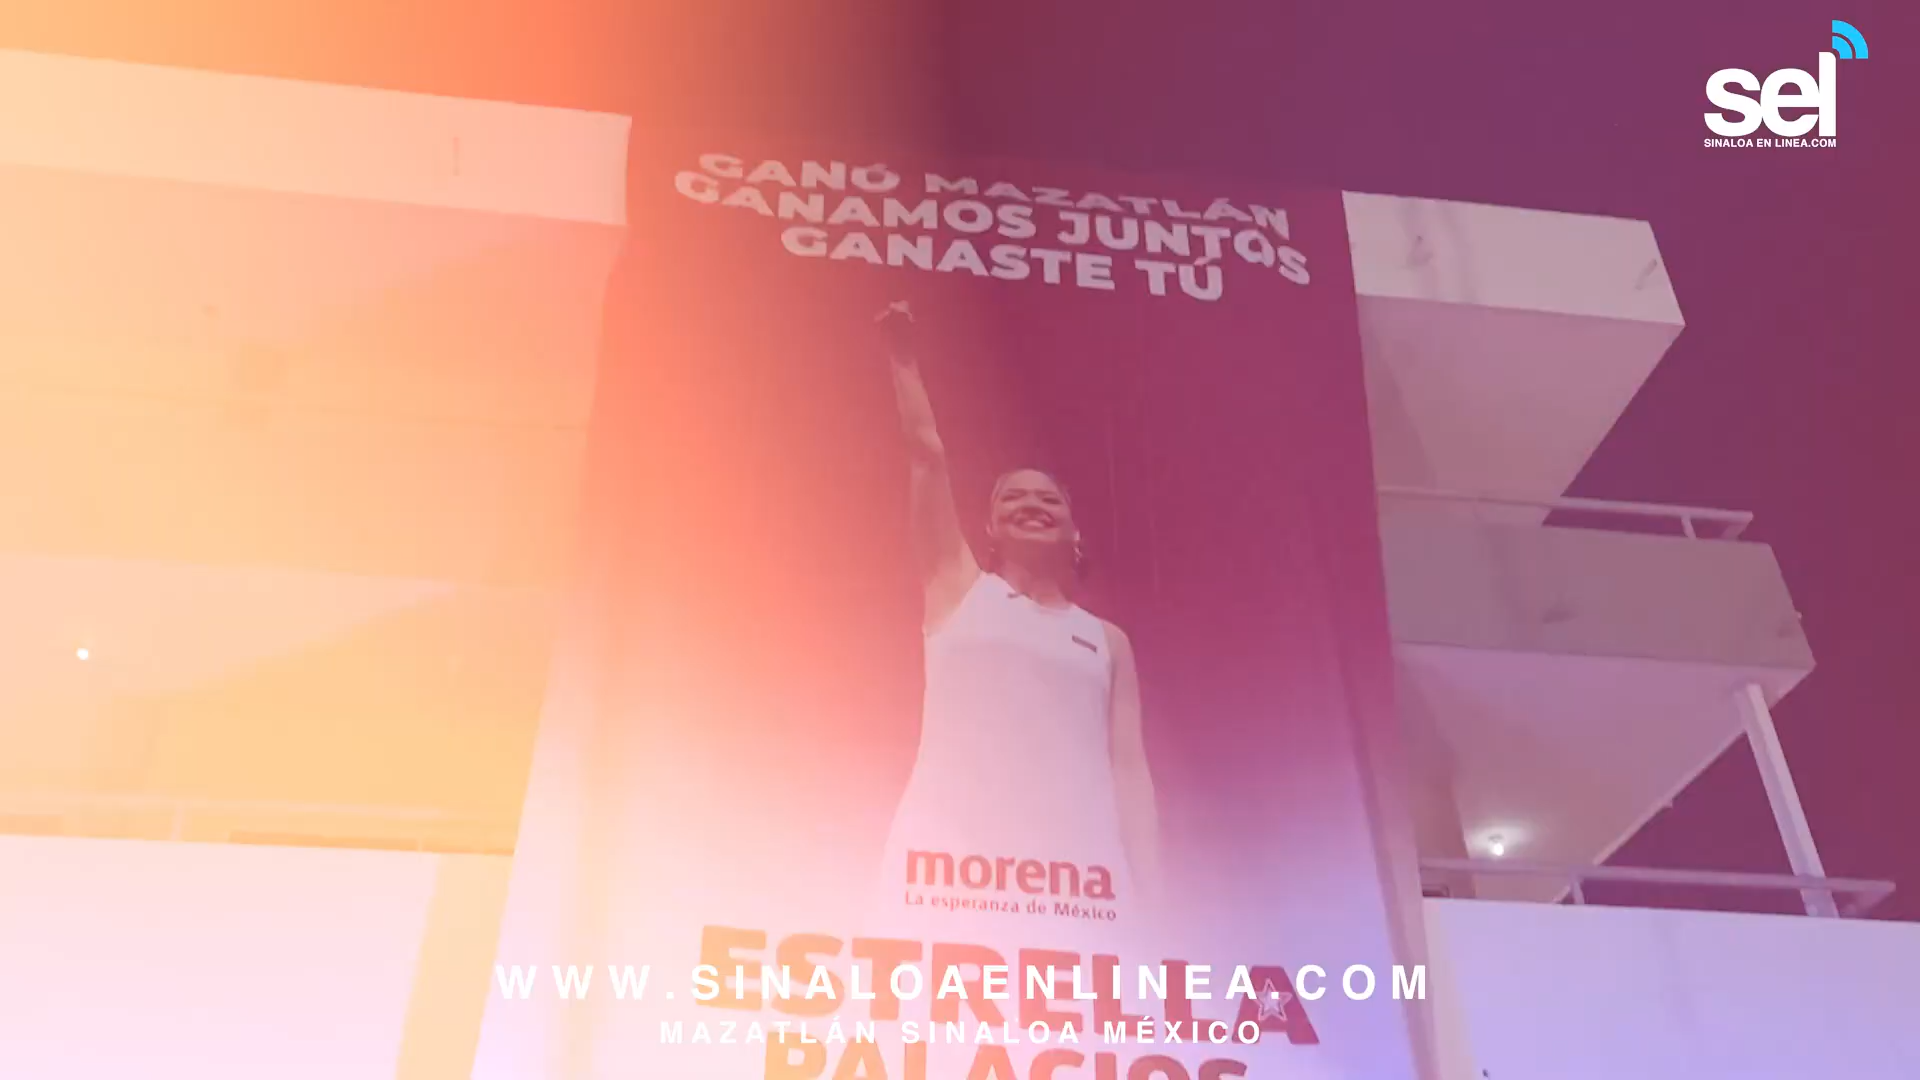 sel
SINALOA EN LINEA.COM
GANÓ MAZATLÁN
GANAMOS JUNTOS
GANASTE TÚ
morena
La esperanza de México
ESTRELLA
PALACIOS
WWW.SINALOAENLINEA.COM
MAZATLÁN SINALOA MÉXICO